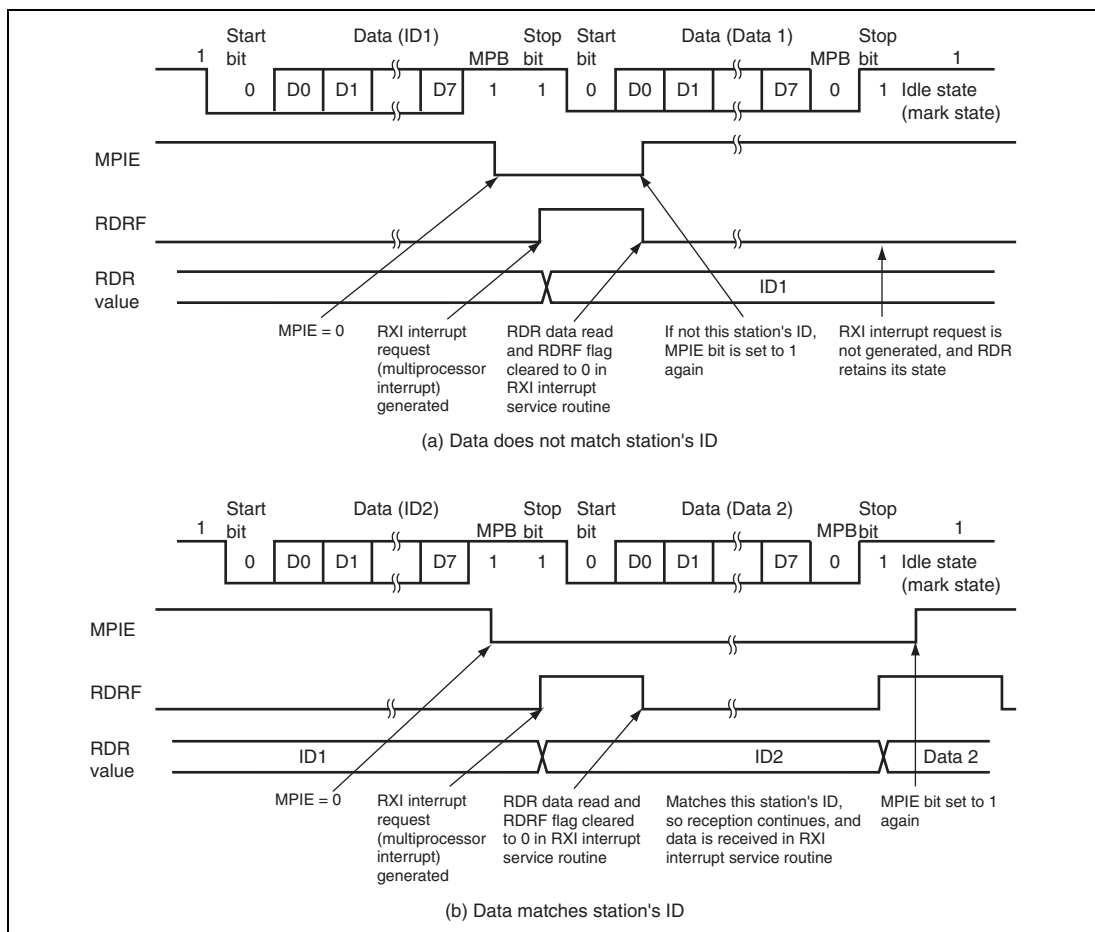 Start Data (ID1) Stop Start Data (Data 1) Stop
1 bit MPB bit bit MPB bit 1
0 D0 D1 D7 1 1 0 D0 D1 D7 0 1 Idle state
(mark state)
MPIE
RDRF
RDR
value
ID1
MPIE = 0
RXI interrupt
request
(multiprocessor
interrupt)
generated
RDR data read
and RDRF flag
cleared to 0 in
RXI interrupt
service routine
If not this station's ID,
MPIE bit is set to 1
again
RXI interrupt request is
not generated, and RDR
retains its state
(a) Data does not match station's ID
Start Data (ID2) Stop Start Data (Data 2) Stop
1 bit MPB bit bit MPB bit 1
0 D0 D1 D7 1 1 0 D0 D1 D7 0 1 Idle state
(mark state)
MPIE
RDRF
RDR
value
ID1 ID2 Data 2
MPIE = 0
RXI interrupt
request
(multiprocessor
interrupt)
generated
RDR data read and
RDRF flag cleared
to 0 in RXI interrupt
service routine
Matches this station's ID,
so reception continues, and
data is received in RXI
interrupt service routine
MPIE bit set to 1
again
(b) Data matches station's ID